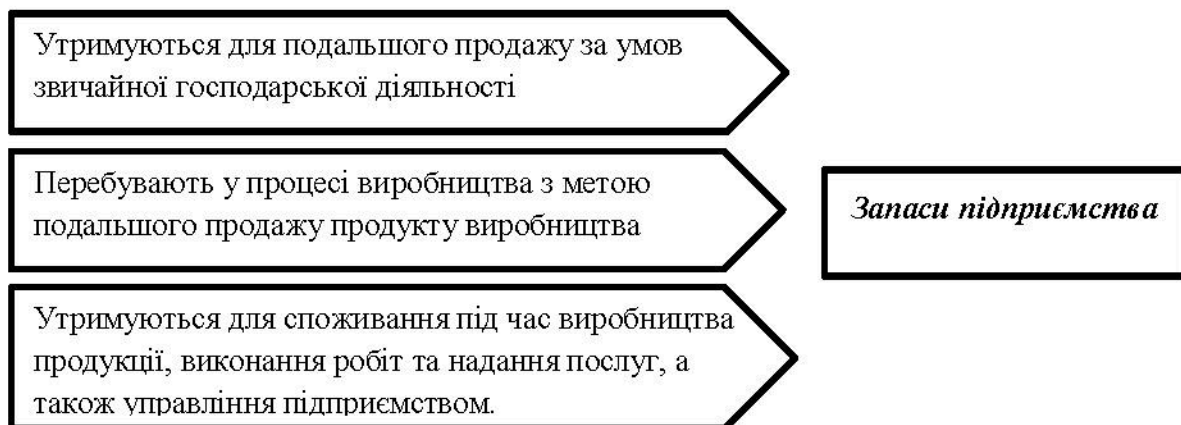 Утримуються для подальшого продажу за умов
звичайної господарської діяльності
Перебувають у процесі виробництва з метою
подальшого продажу продукту виробництва
Запаси підприємства
Утримуються для споживання під час виробництва
продукції, виконання робіт та надання послуг, а
також управління підприємством.